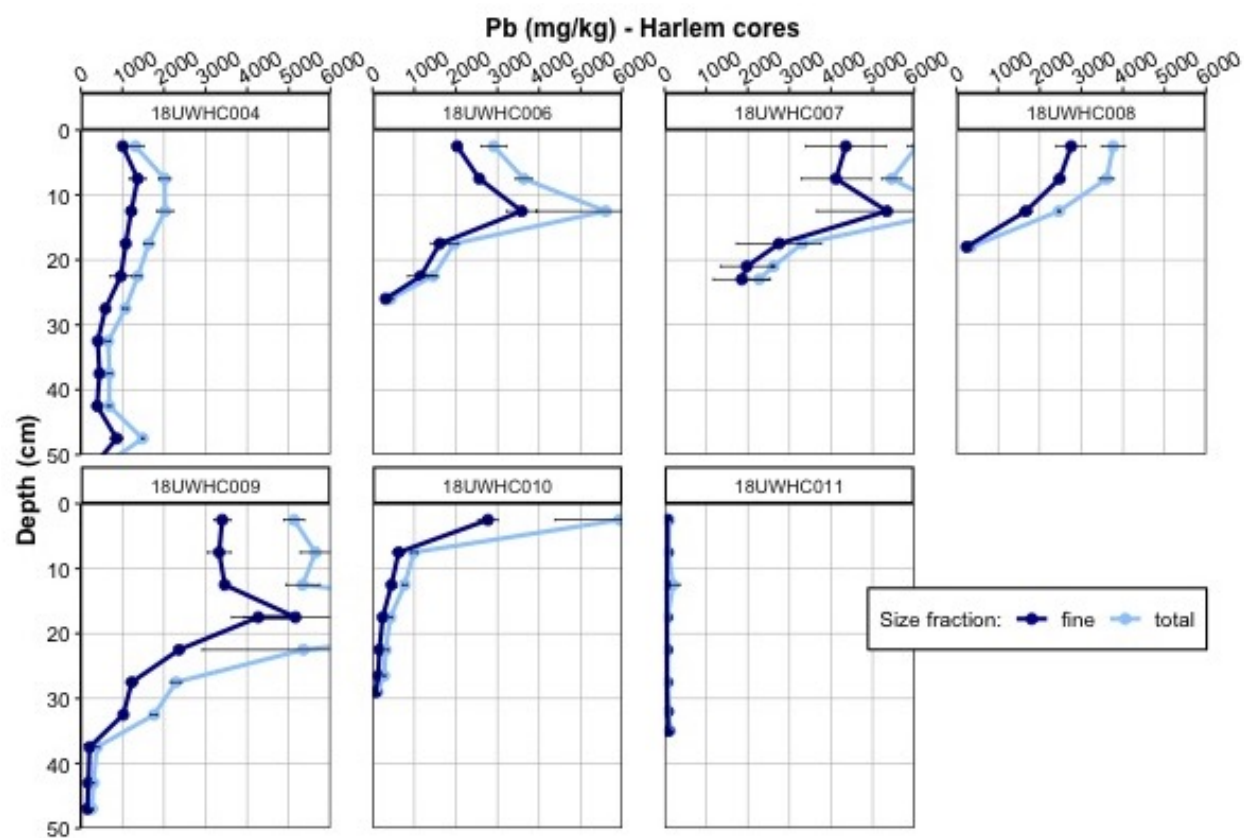 Pb (mg/kg) - Harlem cores
0 1000 2000 3000 4000 5000 6000 0 1000 2000 3000 4000 5000 6000 0 1000 2000 3000 4000 5000 6000 0 1000 2000 3000 4000 5000 6000
18UWHC004 18UWHC006 18UWHC007 18UWHC008
0
10
20
30
40
50
18UWHC009 18UWHC010 18UWHC011
0
10
20
30
40
50
Depth (cm)
Size fraction: fine total